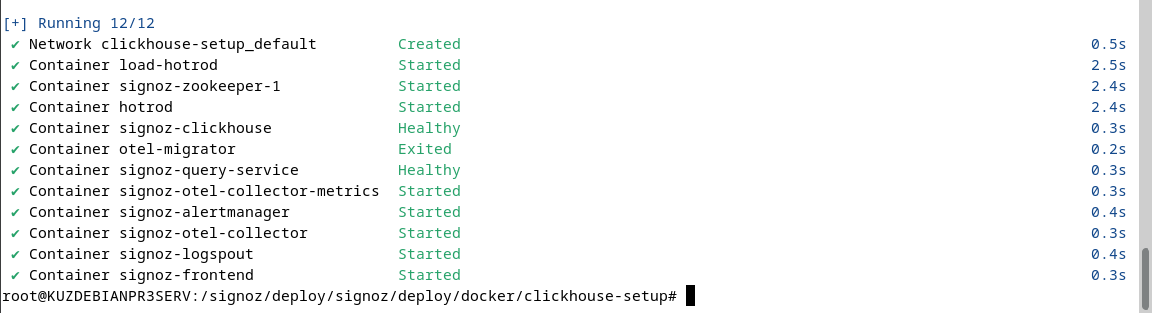 [+] Running 12/12
✔ Network clickhouse-setup_default Created 0.5s
✔ Container load-hotrod Started 2.5s
✔ Container signoz-zookeeper-1 Started 2.4s
✔ Container hotrod Started 2.4s
✔ Container signoz-clickhouse Healthy 0.3s
✔ Container otel-migrator Exited 0.2s
✔ Container signoz-query-service Healthy 0.3s
✔ Container signoz-otel-collector-metrics Started 0.3s
✔ Container signoz-alertmanager Started 0.4s
✔ Container signoz-otel-collector Started 0.3s
✔ Container signoz-logspout Started 0.4s
✔ Container signoz-frontend Started 0.3s
root@KUZDEBIANPR3SERV:/signoz/deploy/signoz/deploy/docker/clickhouse-setup#